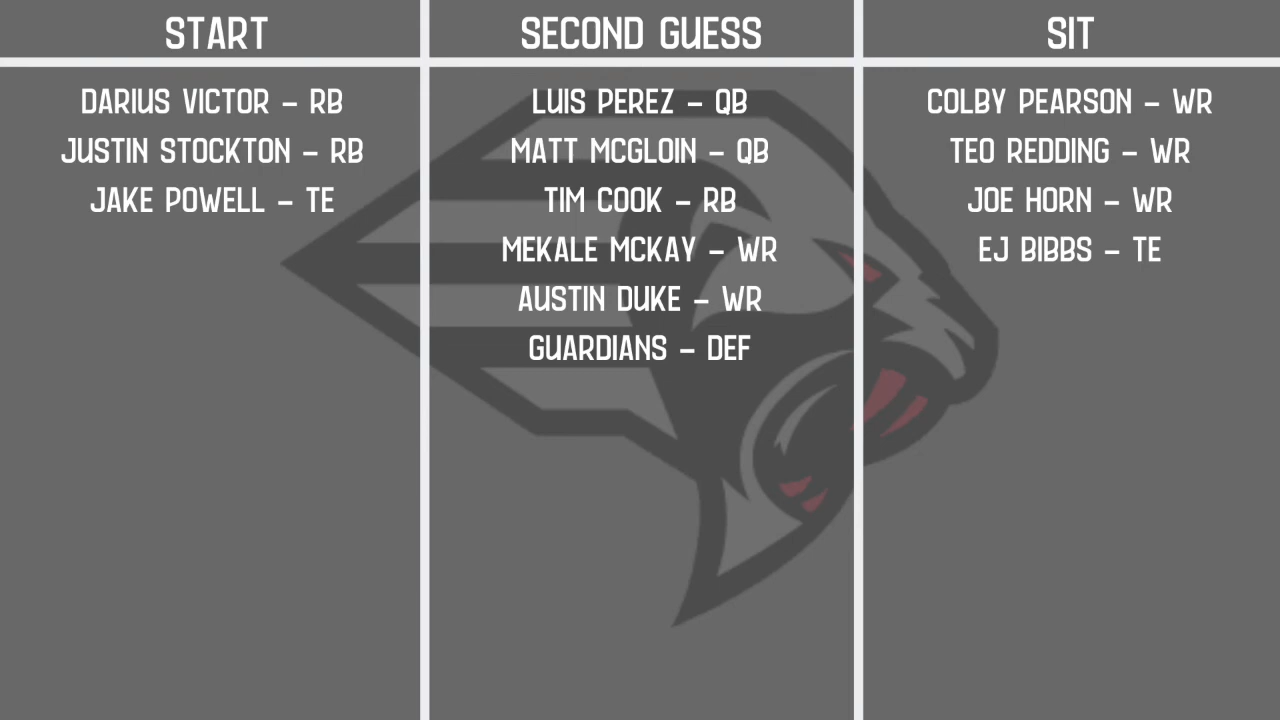 START
DARIUS VICTOR – RB
JUSTIN STOCKTON – RB
JAKE POWELL – TE
SECOND GUESS
LUIS PEREZ – QB
MATT MCGLOIN – QB
TIM COOK – RB
MEKALE MCKAY – WR
AUSTIN DUKE – WR
GUARDIANS – DEF
SIT
COLBY PEARSON – WR
TEO REDDING – WR
JOE HORN – WR
EJ BIBBS – TE